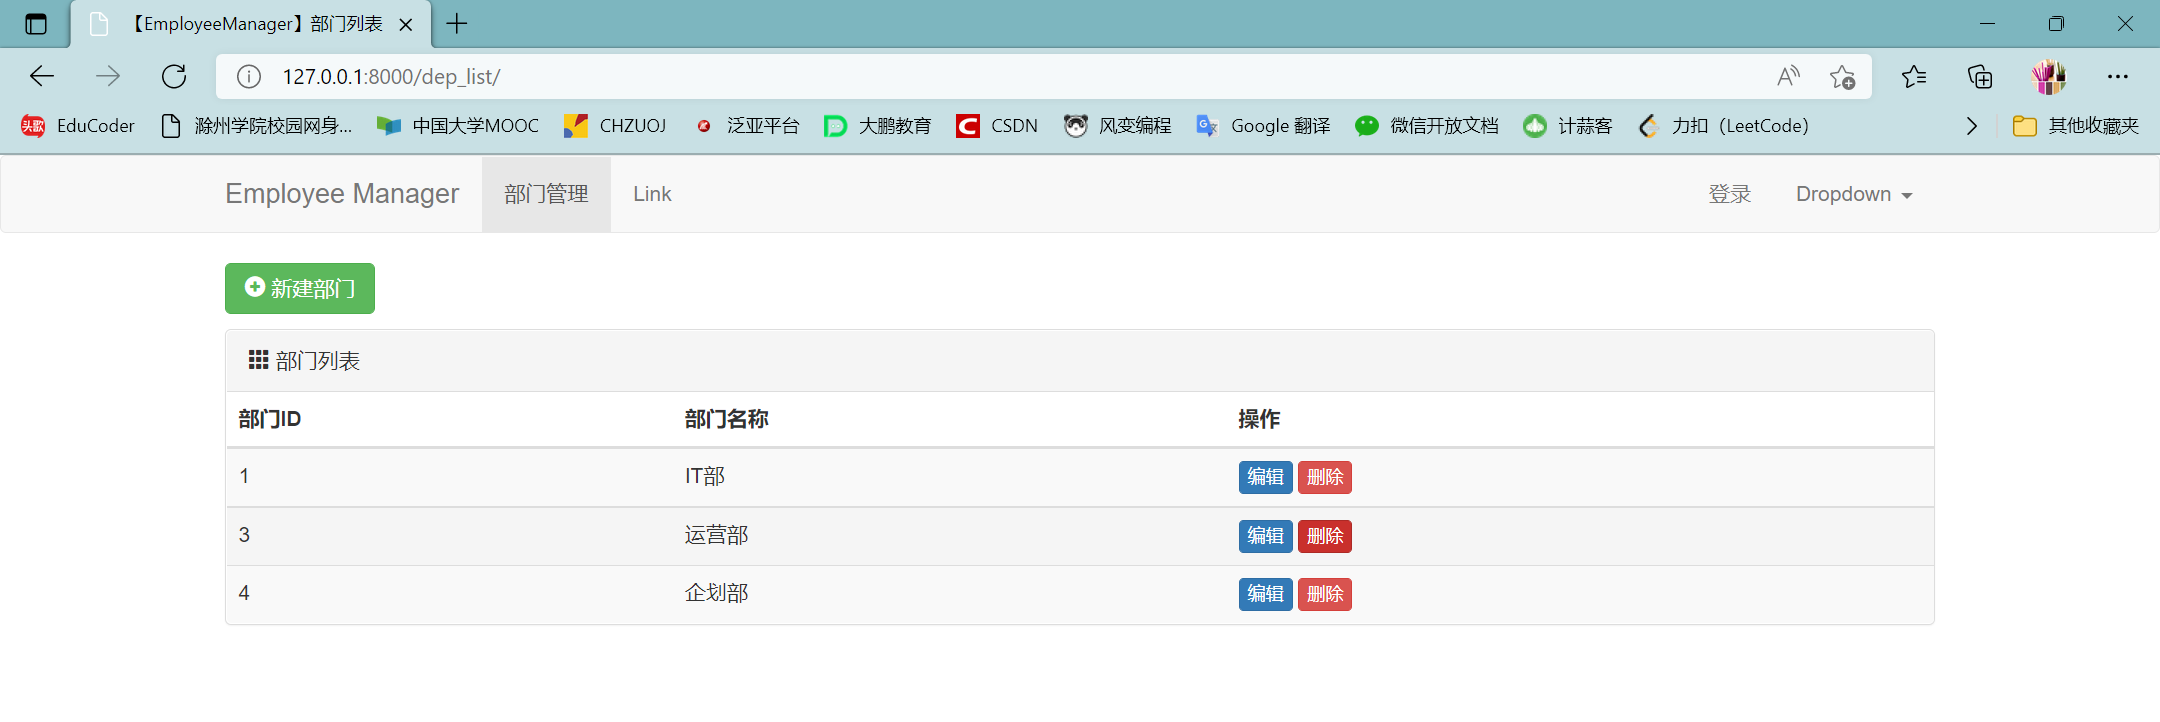 【EmployeeManager】部门列表
127.0.0.1:8000/dep_list/
头歌 EduCoder 滁州学院校园网身... 中国大学MOOC CHZUOJ 泛亚平台 大鹏教育 CSDN 风变编程 Google 翻译 微信开放文档 计蒜客 力扣（LeetCode） 其他收藏夹
Employee Manager 部门管理 Link 登录 Dropdown
新建部门
部门列表
部门ID 部门名称 操作
1 IT部 编辑 删除
3 运营部 编辑 删除
4 企划部 编辑 删除